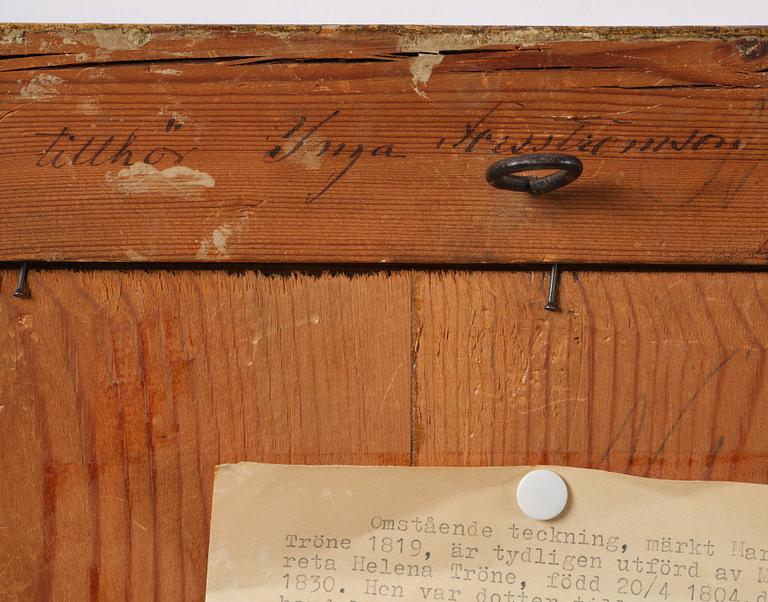 tillhör Ynga
Omstående teckning, märkt Mar
Tröne 1819, är tydligen utförd av M
reta Helena Tröne, född 20/4 1804 d
1830. Hon var dotter till